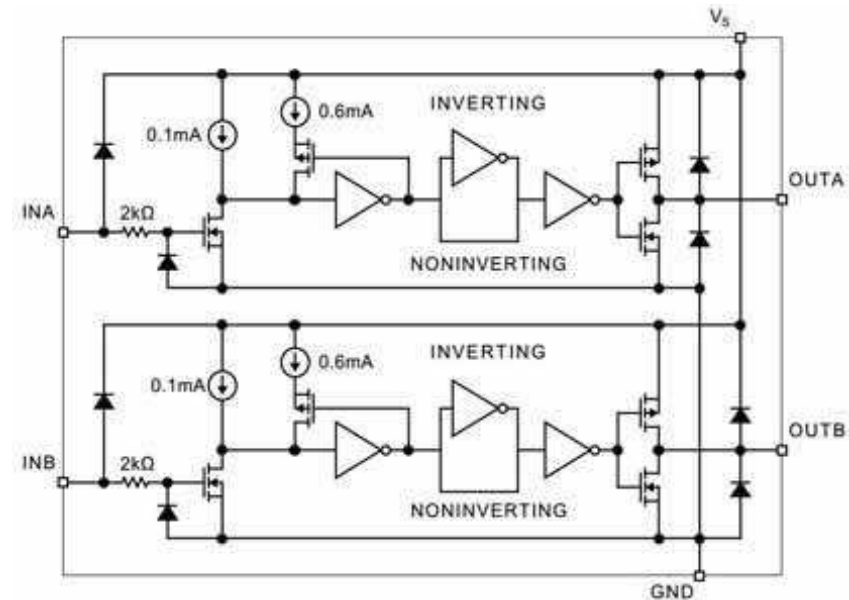 VS
INVERTING
0.6mA
0.1mA
OUTA
INA
2kΩ
NONINVERTING
INVERTING
0.6mA
0.1mA
OUTB
INB
2kΩ
NONINVERTING
GND